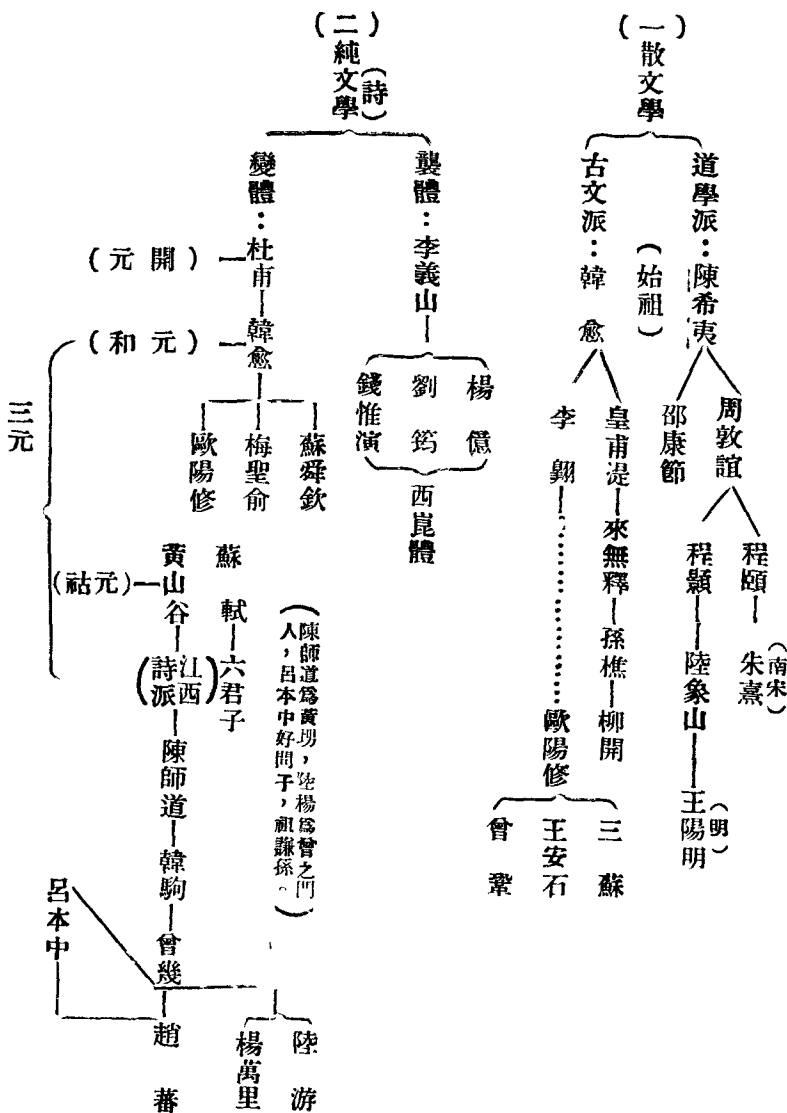 (一)散文學
道學派：陳希夷
(始祖)
周敦誼
程頤
朱熹
(南宋)
程顥
陸象山
王陽明
(明)
邵康節
古文派：韓愈
皇甫湜
來無釋
孫樵
柳開
李翺
歐陽修
三蘇
王安石
曾鞏
(二)純文學
(詩)
襲體：李義山
楊億
劉筠
錢惟演
西崑體
變體：杜甫
(開元)
韓愈
(元和)
蘇舜欽
梅聖俞
歐陽修
蘇軾
六君子
黃山谷
(元祜)
(江西詩派)
陳師道
韓駒
曾幾
呂本中
趙蕃
陸游
楊萬里
三元
(陳師道爲黃塴，陸楊爲曾之門
人，呂本中好問子，祖謙孫。)